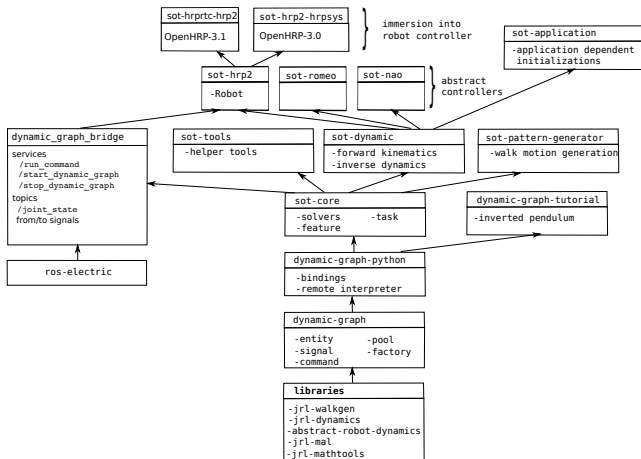 sot-hrprtc-hrp2
OpenHRP-3.1
sot-hrp2-hrpsys
OpenHRP-3.0
immersion into
robot controller
sot-application
-application dependent
initializations
sot-hrp2
-Robot
sot-romeo
sot-nao
abstract
controllers
dynamic_graph_bridge
services
/run_command
/start_dynamic_graph
/stop_dynamic_graph
topics
/joint_state
from/to signals
sot-tools
-helper tools
sot-dynamic
-forward kinematics
-inverse dynamics
sot-pattern-generator
-walk motion generation
sot-core
-solvers -task
-feature
dynamic-graph-tutorial
-inverted pendulum
ros-electric
dynamic-graph-python
-bindings
-remote interpreter
dynamic-graph
-entity -pool
-signal -factory
-command
libraries
-jrl-walkgen
-jrl-dynamics
-abstract-robot-dynamics
-jrl-mal
-jrl-mathtools